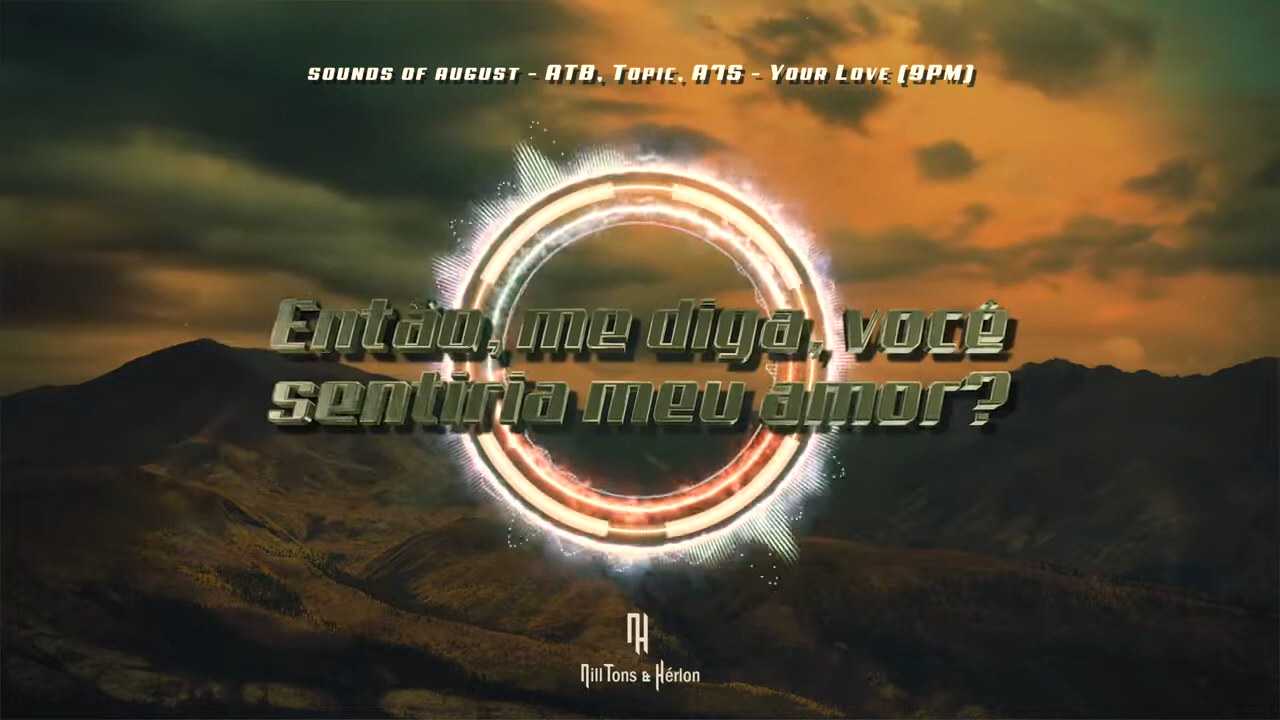 SOUNDS OF AUGUST - ATB, Topic, A7S - Your Love (9PM)
Então, me diga, você
sentiria meu amor?
NH
Nill Tons & Hérlon